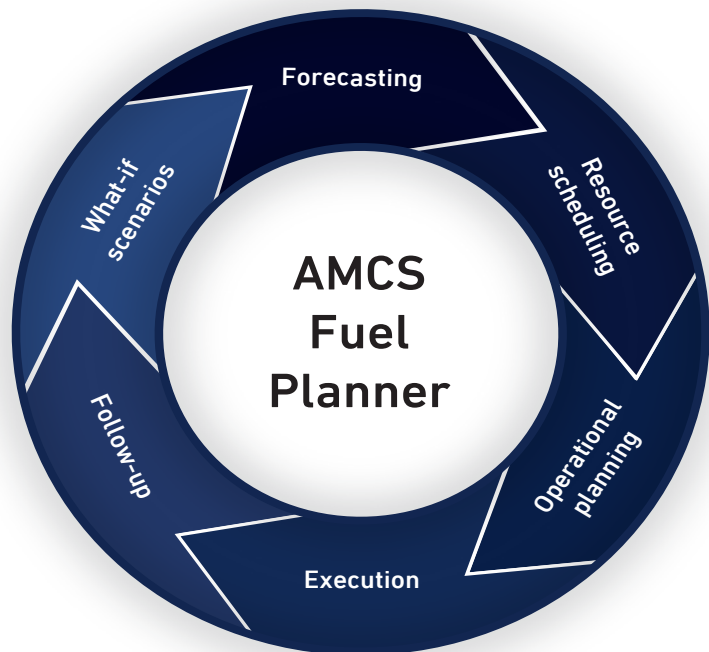 Forecasting
Resource
scheduling
Operational
planning
Execution
Follow-up
What-if
scenarios
AMCS
Fuel
Planner